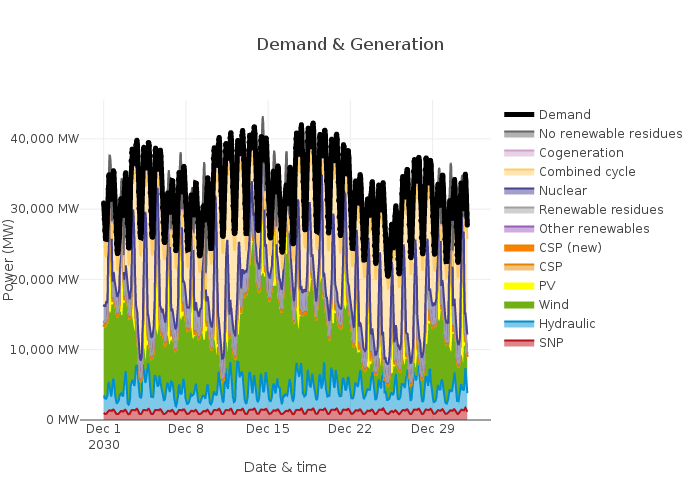 Demand & Generation
40,000 MW
30,000 MW
20,000 MW
10,000 MW
0 MW
Power (MW)
Dec 1
2030
Dec 8
Dec 15
Dec 22
Dec 29
Date & time
Demand
No renewable residues
Cogeneration
Combined cycle
Nuclear
Renewable residues
Other renewables
CSP (new)
CSP
PV
Wind
Hydraulic
SNP